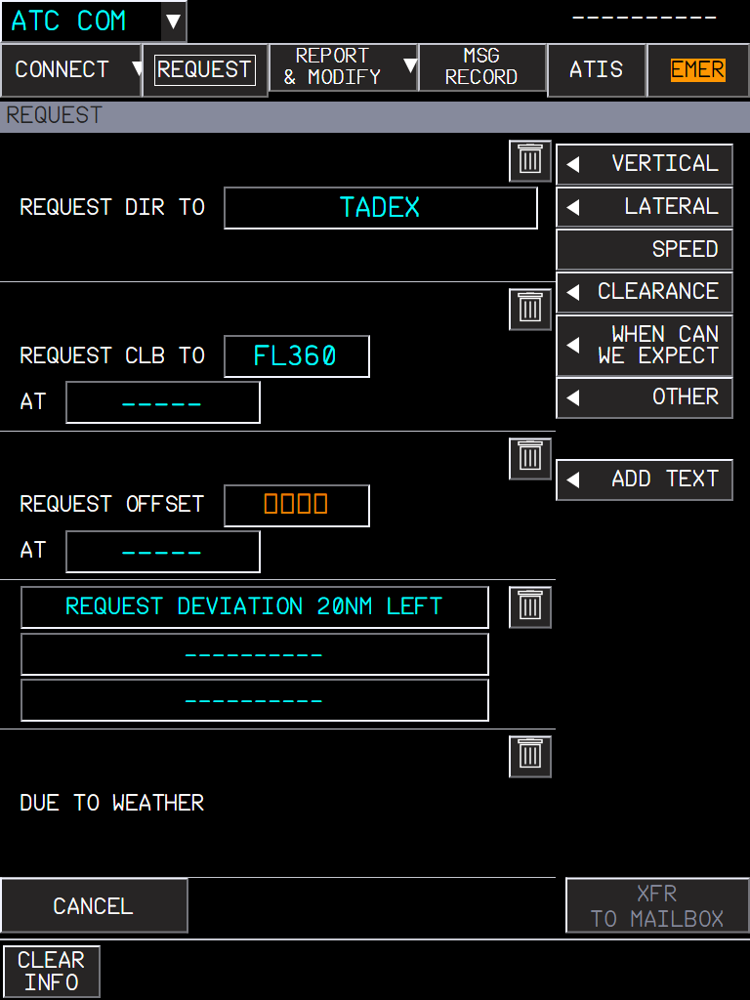 ATC COM
----------
CONNECT
REQUEST
REPORT
& MODIFY
MSG
RECORD
ATIS
EMER
REQUEST
VERTICAL
REQUEST DIR TO TADEX
LATERAL
SPEED
CLEARANCE
WHEN CAN
WE EXPECT
REQUEST CLB TO FL360
AT -----
OTHER
ADD TEXT
REQUEST OFFSET ▯▯▯▯
AT -----
REQUEST DEVIATION 20NM LEFT
----------
----------
DUE TO WEATHER
CANCEL
XFR
TO MAILBOX
CLEAR
INFO